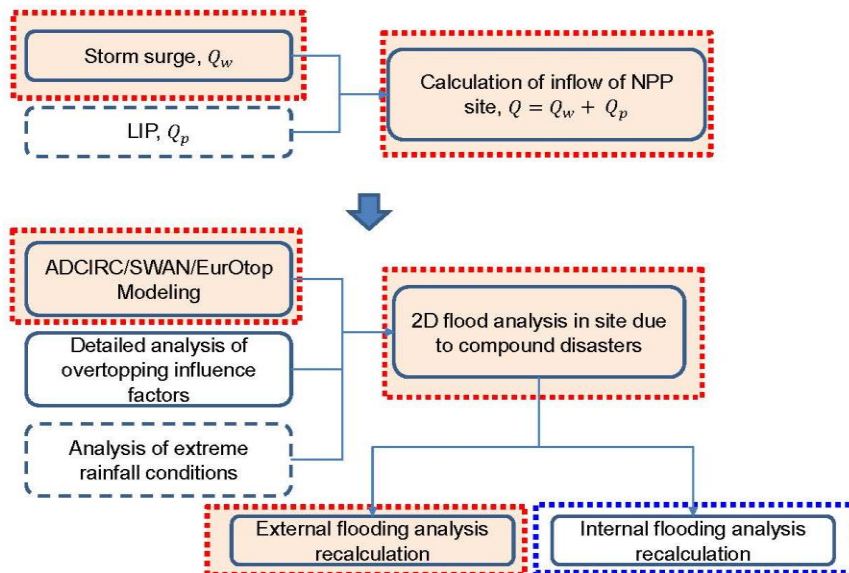 Storm surge, Q_w
LIP, Q_p
Calculation of inflow of NPP
site, Q = Q_w + Q_p
ADCIRC/SWAN/EurOtop
Modeling
Detailed analysis of
overtopping influence
factors
Analysis of extreme
rainfall conditions
2D flood analysis in site due
to compound disasters
External flooding analysis
recalculation
Internal flooding analysis
recalculation